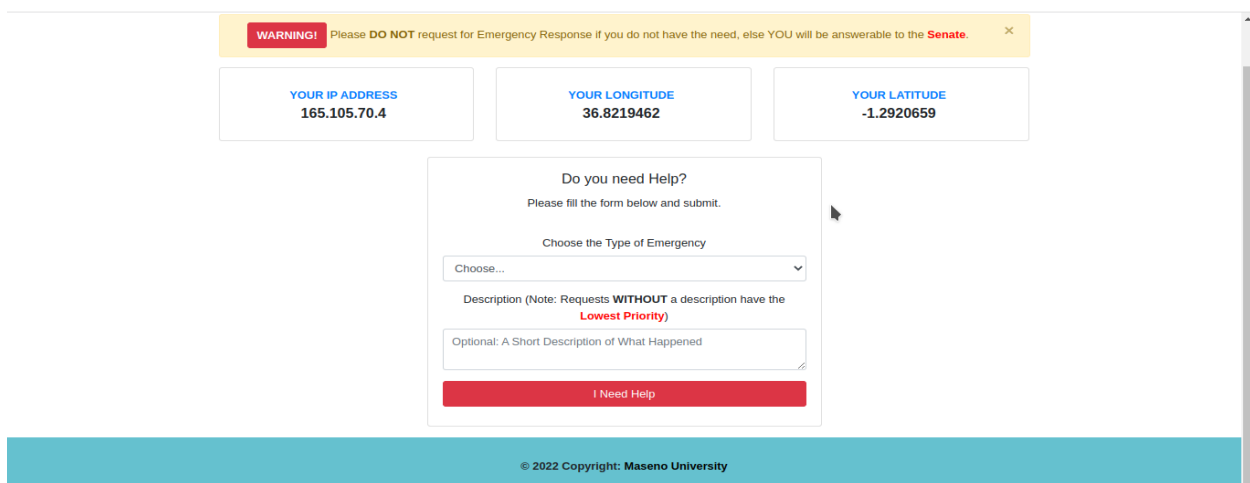 WARNING! Please DO NOT request for Emergency Response if you do not have the need, else YOU will be answerable to the Senate. ×
YOUR IP ADDRESS
165.105.70.4
YOUR LONGITUDE
36.8219462
YOUR LATITUDE
-1.2920659
Do you need Help?
Please fill the form below and submit.
Choose the Type of Emergency
Choose...
Description (Note: Requests WITHOUT a description have the
Lowest Priority)
Optional: A Short Description of What Happened
I Need Help
© 2022 Copyright: Maseno University